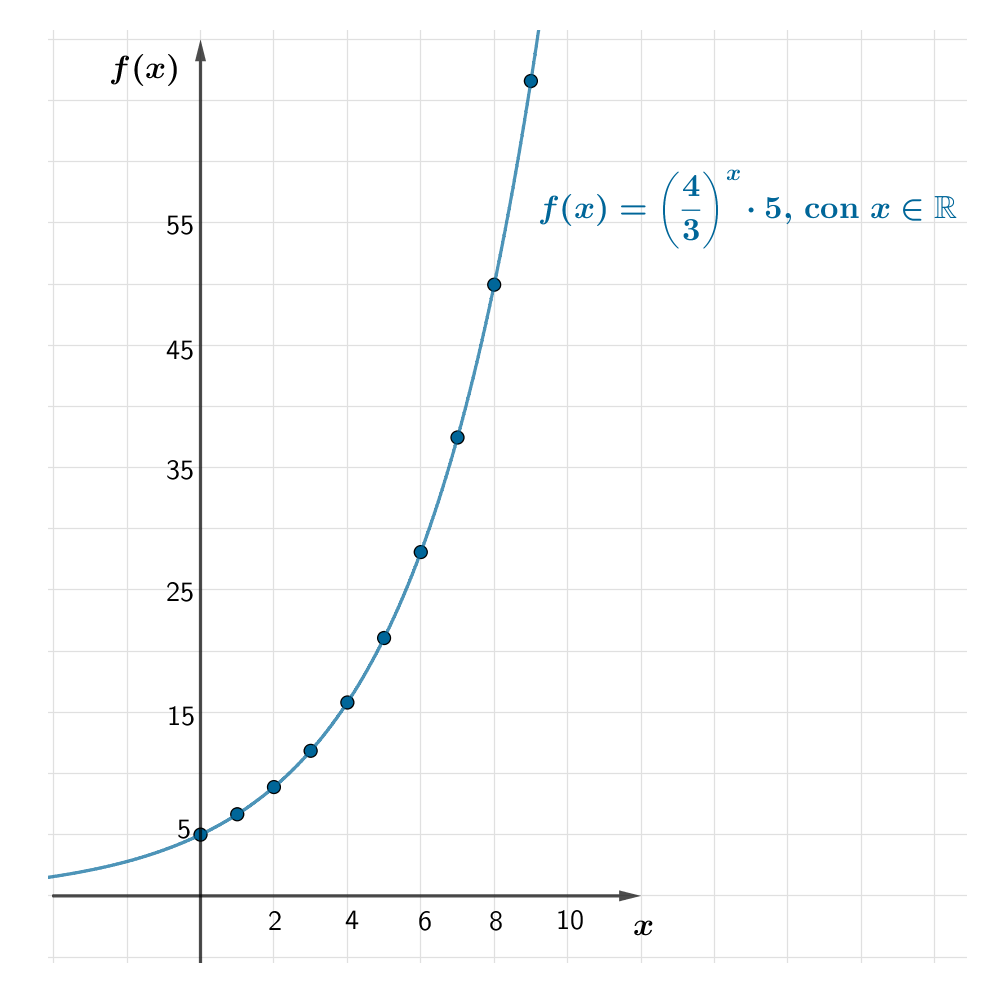 f(x)
f(x) = (4/3)^x · 5, con x ∈ ℝ
55
45
35
25
15
5
2 4 6 8 10
x